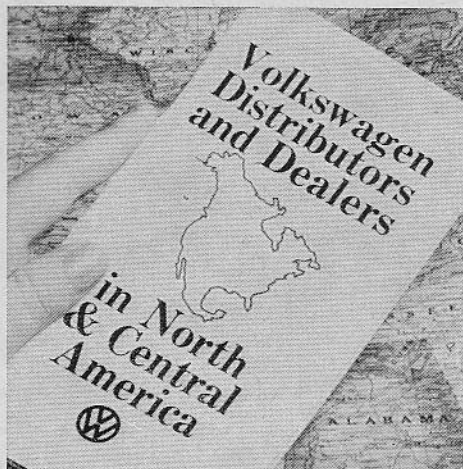 Volkswagen
Distributors
and Dealers
in North
& Central
America
VW
ALABAMA